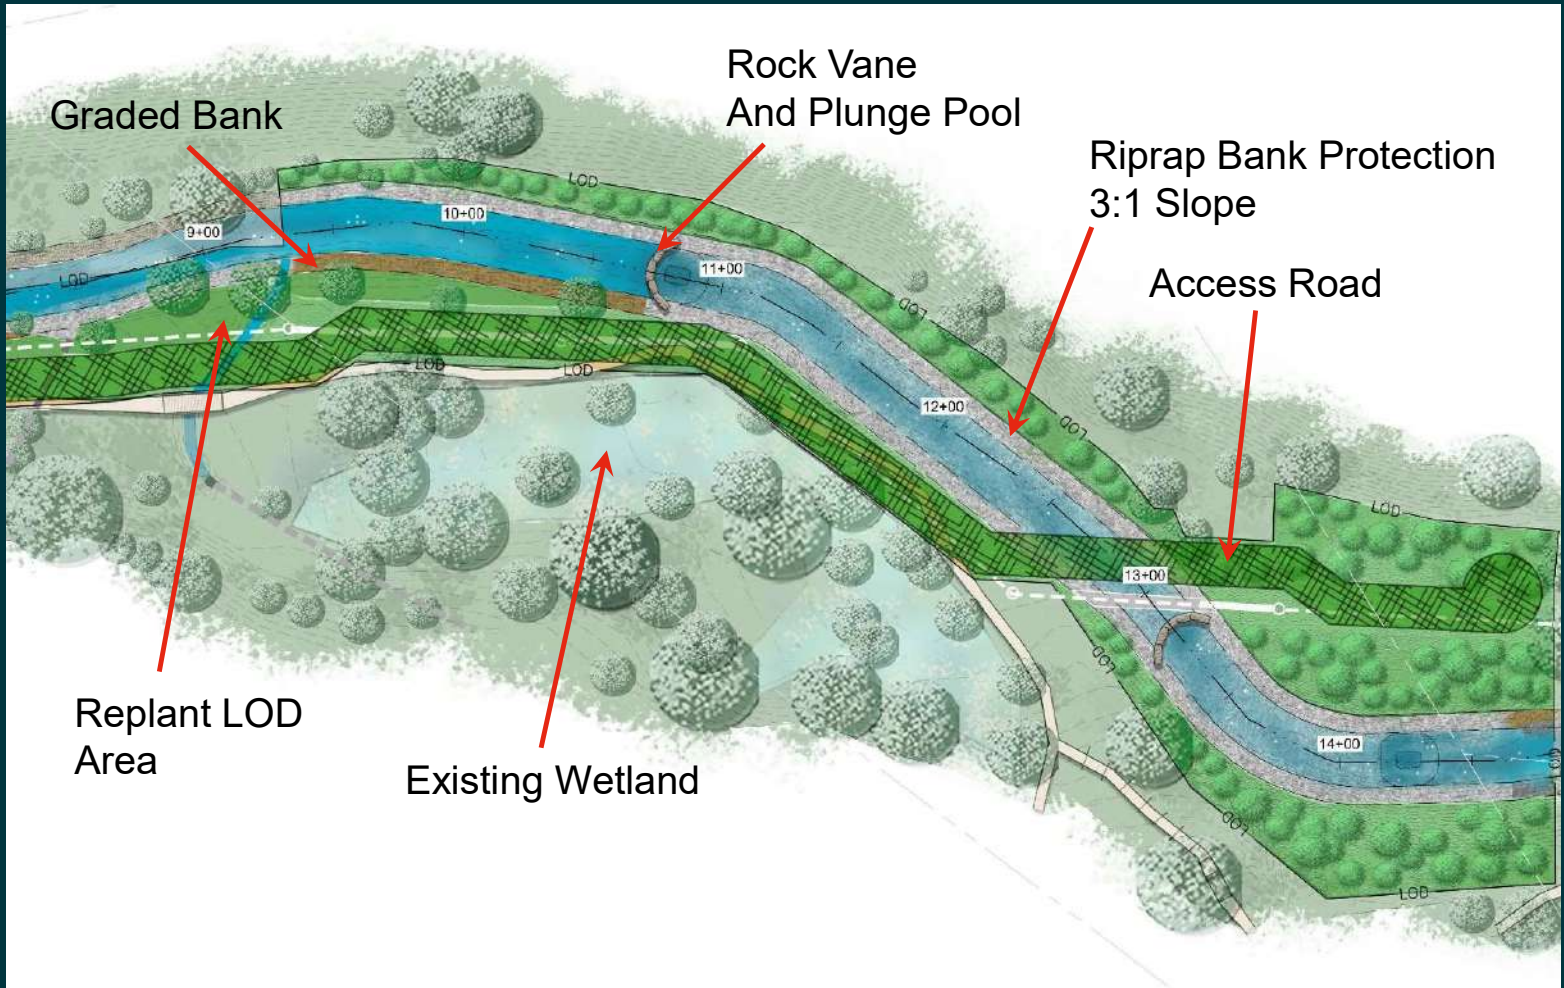 Rock Vane
And Plunge Pool
Graded Bank
Riprap Bank Protection
3:1 Slope
Access Road
LOD
10+00
9+00
LOD
11+00
LOD
LOD
LOD
12+00
LOD
LOD
13+00
LOD
Replant LOD
Area
Existing Wetland
14+00
LOD
LOD